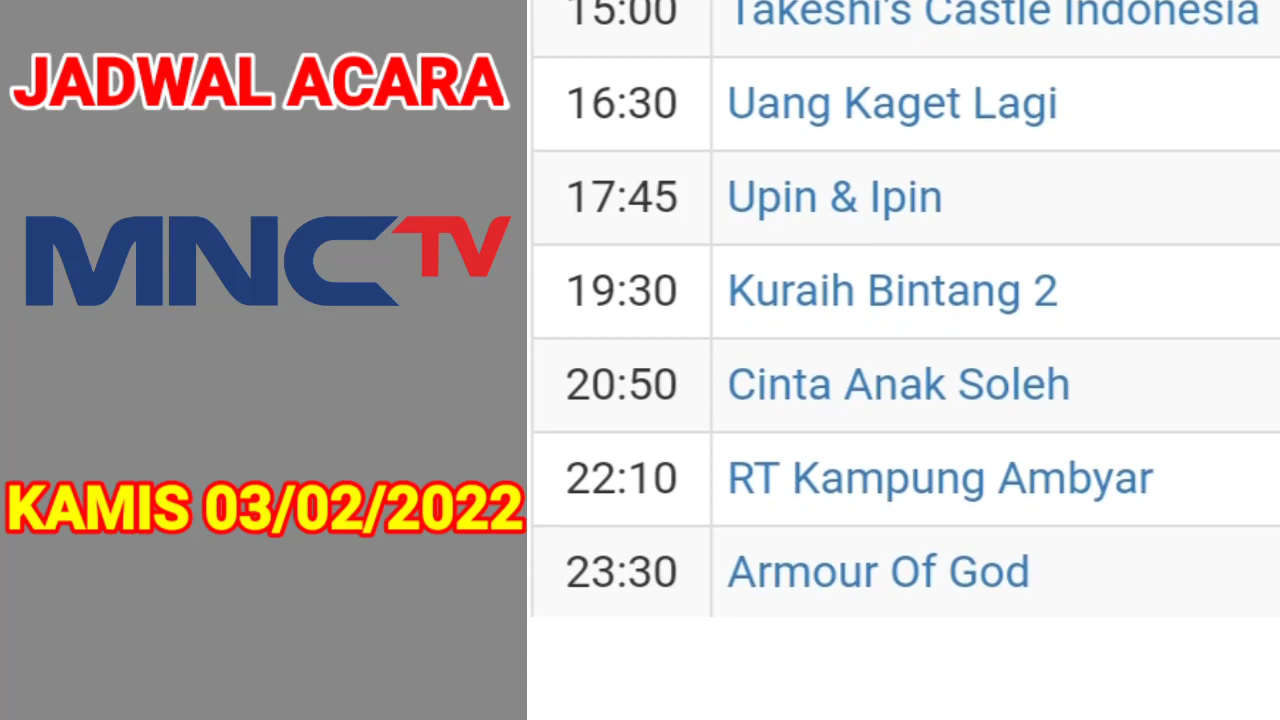 JADWAL ACARA
MNCTV
KAMIS 03/02/2022
15:00 Takeshi's Castle Indonesia
16:30 Uang Kaget Lagi
17:45 Upin & Ipin
19:30 Kuraih Bintang 2
20:50 Cinta Anak Soleh
22:10 RT Kampung Ambyar
23:30 Armour Of God